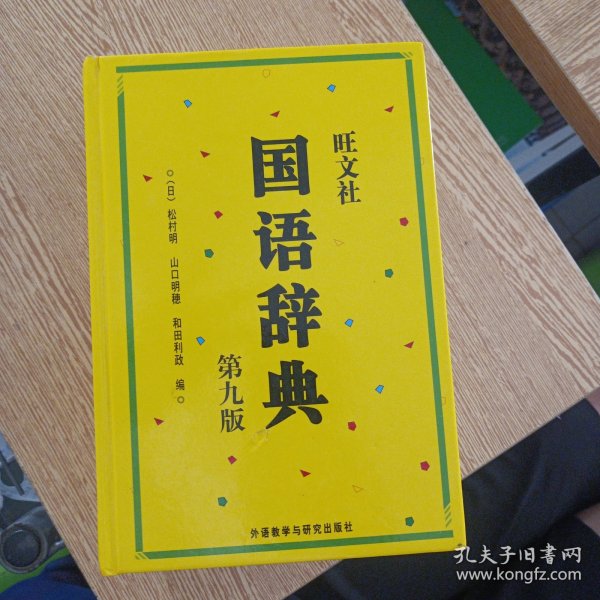 旺文社
国语辞典
第九版
○（日）松村明 山口明穂 和田利政 编○
外语教学与研究出版社
孔夫子旧书网
www.kongfz.com